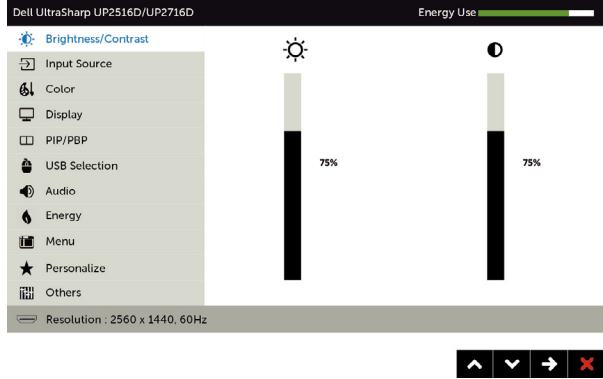 Dell UltraSharp UP2516D/UP2716D Energy Use
Brightness/Contrast
Input Source
Color
Display
PIP/PBP
USB Selection
75% 75%
Audio
Energy
Menu
Personalize
Others
Resolution : 2560 x 1440, 60Hz